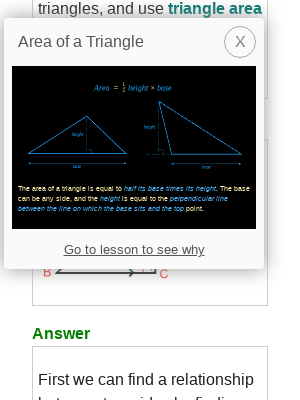 triangles, and use triangle area
Area of a Triangle
X
Area = 1/2 height × base
height
base
height
base
The area of a triangle is equal to half its base times its height. The base
can be any side, and the height is equal to the perpendicular line
between the line on which the base sits and the top point.
Go to lesson to see why
B
C
Answer
First we can find a relationship